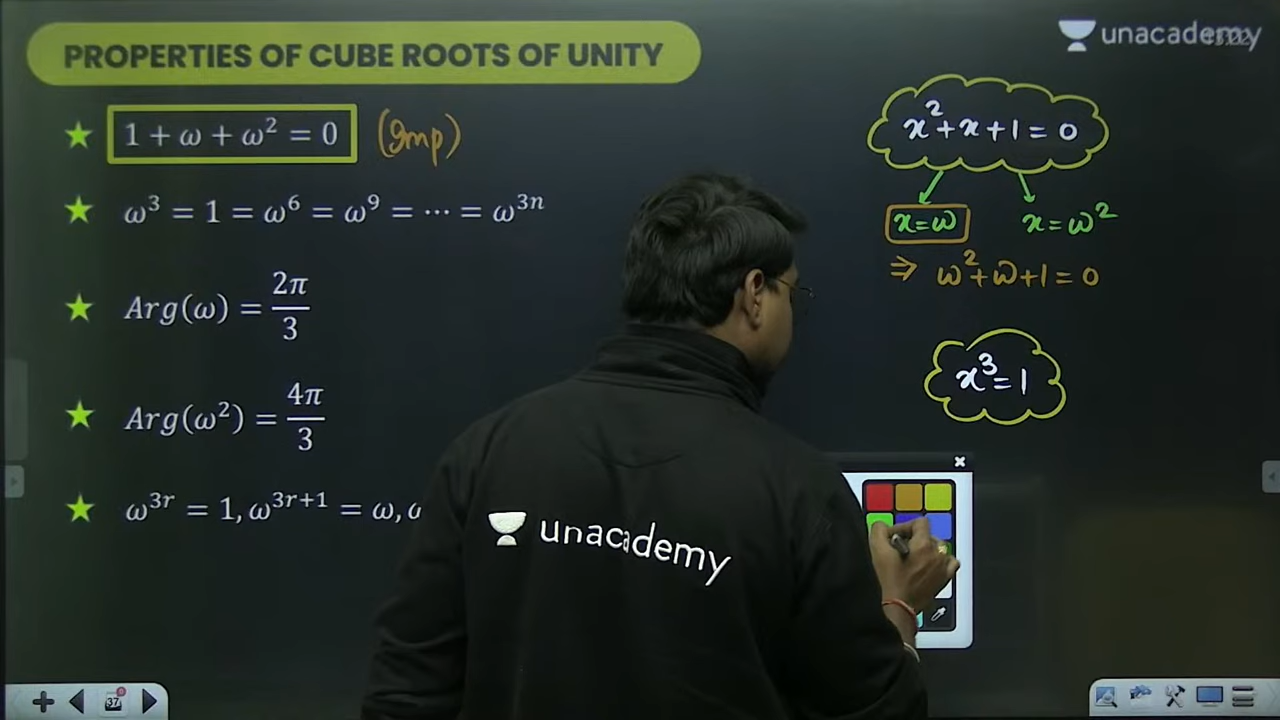 PROPERTIES OF CUBE ROOTS OF UNITY
unacademy
1 + ω + ω² = 0 (Imp)
ω³ = 1 = ω⁶ = ω⁹ = ⋯ = ω³ⁿ
Arg(ω) = 2π/3
Arg(ω²) = 4π/3
ω³ʳ = 1, ω³ʳ⁺¹ = ω,
x²+x+1=0
x=ω x=ω²
⇒ ω²+ω+1=0
x³=1
unacademy
37